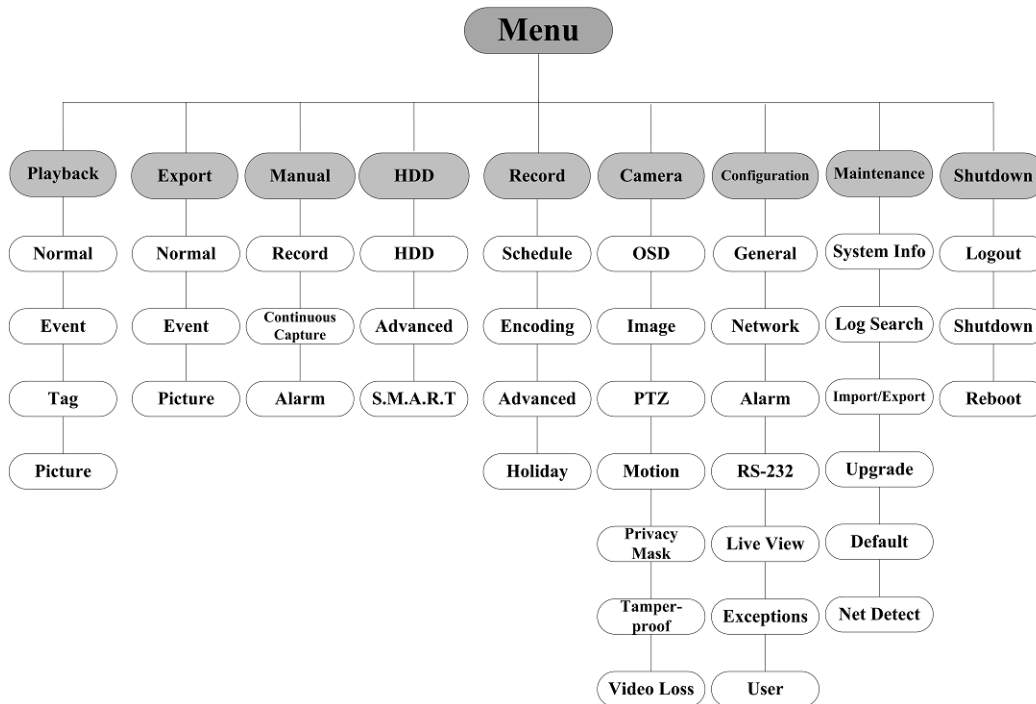 Menu
Playback
Export
Manual
HDD
Record
Camera
Configuration
Maintenance
Shutdown
Normal
Event
Tag
Picture
Normal
Event
Picture
Record
Continuous
Capture
Alarm
HDD
Advanced
S.M.A.R.T
Schedule
Encoding
Advanced
Holiday
OSD
Image
PTZ
Motion
Privacy
Mask
Tamper-
proof
Video Loss
General
Network
Alarm
RS-232
Live View
Exceptions
User
System Info
Log Search
Import/Export
Upgrade
Default
Net Detect
Logout
Shutdown
Reboot